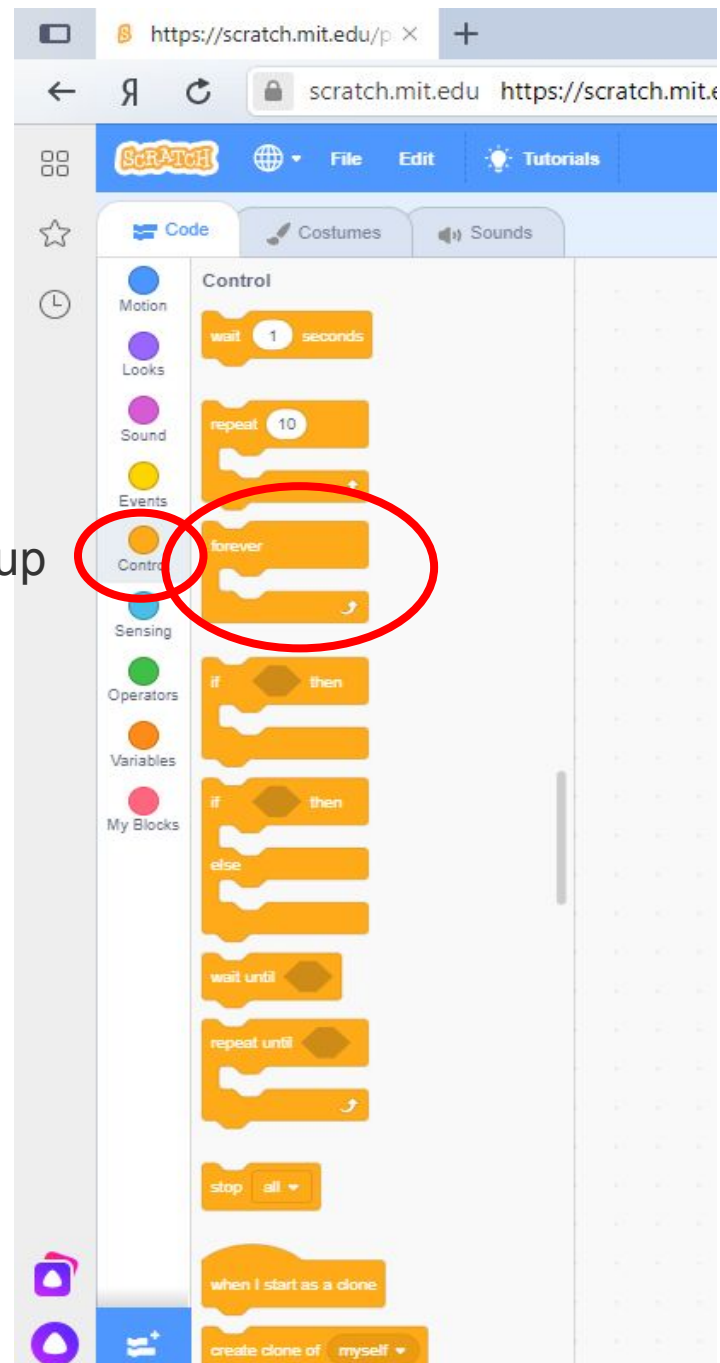 https://scratch.mit.edu/p
Я scratch.mit.edu https://scratch.mit.e
SCRATCH File Edit Tutorials
Code Costumes Sounds
Control
Motion
wait 1 seconds
Looks
repeat 10
Sound
Events
forever
up
Contro
Sensing
if then
Operators
Variables
if then
My Blocks
else
wait until
repeat until
stop all
when I start as a clone
create clone of myself